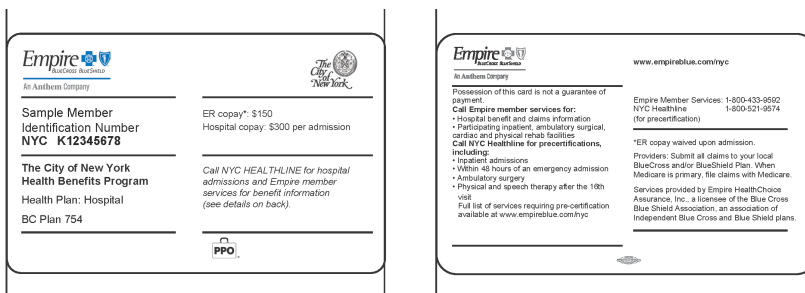 Empire
BLUECROSS BLUESHIELD
An Anthem Company
The
City
of
New York
Sample Member
Identification Number
NYC K12345678
ER copay*: $150
Hospital copay: $300 per admission
The City of New York
Health Benefits Program
Health Plan: Hospital
BC Plan 754
Call NYC HEALTHLINE for hospital
admissions and Empire member
services for benefit information
(see details on back).
PPO
Empire
BLUECROSS BLUESHIELD
An Anthem Company
www.empireblue.com/nyc
Possession of this card is not a guarantee of
payment.
Call Empire member services for:
• Hospital benefit and claims information
• Participating inpatient, ambulatory surgical,
cardiac and physical rehab facilities
Call NYC Healthline for precertifications,
including:
• Inpatient admissions
• Within 48 hours of an emergency admission
• Ambulatory surgery
• Physical and speech therapy after the 16th
visit
Full list of services requiring pre-certification
available at www.empireblue.com/nyc
Empire Member Services: 1-800-433-9592
NYC Healthline 1-800-521-9574
(for precertification)
*ER copay waived upon admission.
Providers: Submit all claims to your local
BlueCross and/or BlueShield Plan. When
Medicare is primary, file claims with Medicare.
Services provided by Empire HealthChoice
Assurance, Inc., a licensee of the Blue Cross
Blue Shield Association, an association of
Independent Blue Cross and Blue Shield plans.